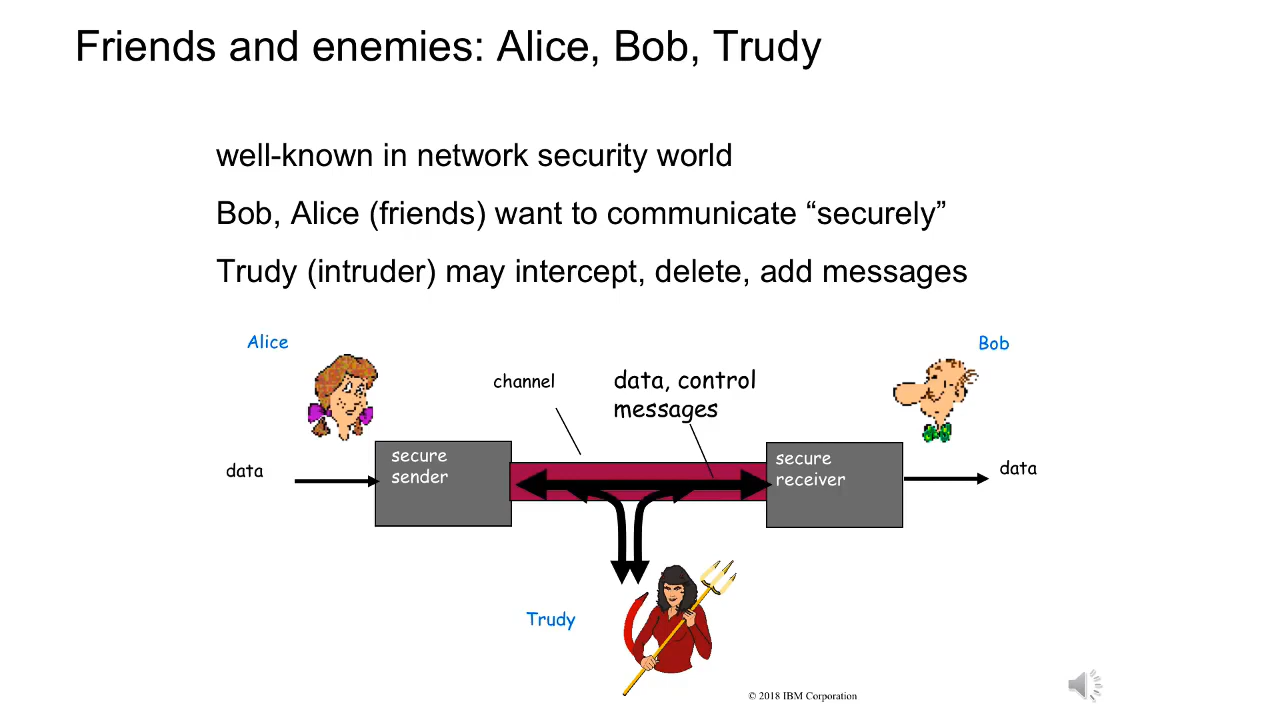 Friends and enemies: Alice, Bob, Trudy
well-known in network security world
Bob, Alice (friends) want to communicate “securely”
Trudy (intruder) may intercept, delete, add messages
Alice
Bob
channel
data, control
messages
secure
sender
secure
receiver
data
data
Trudy
© 2018 IBM Corporation